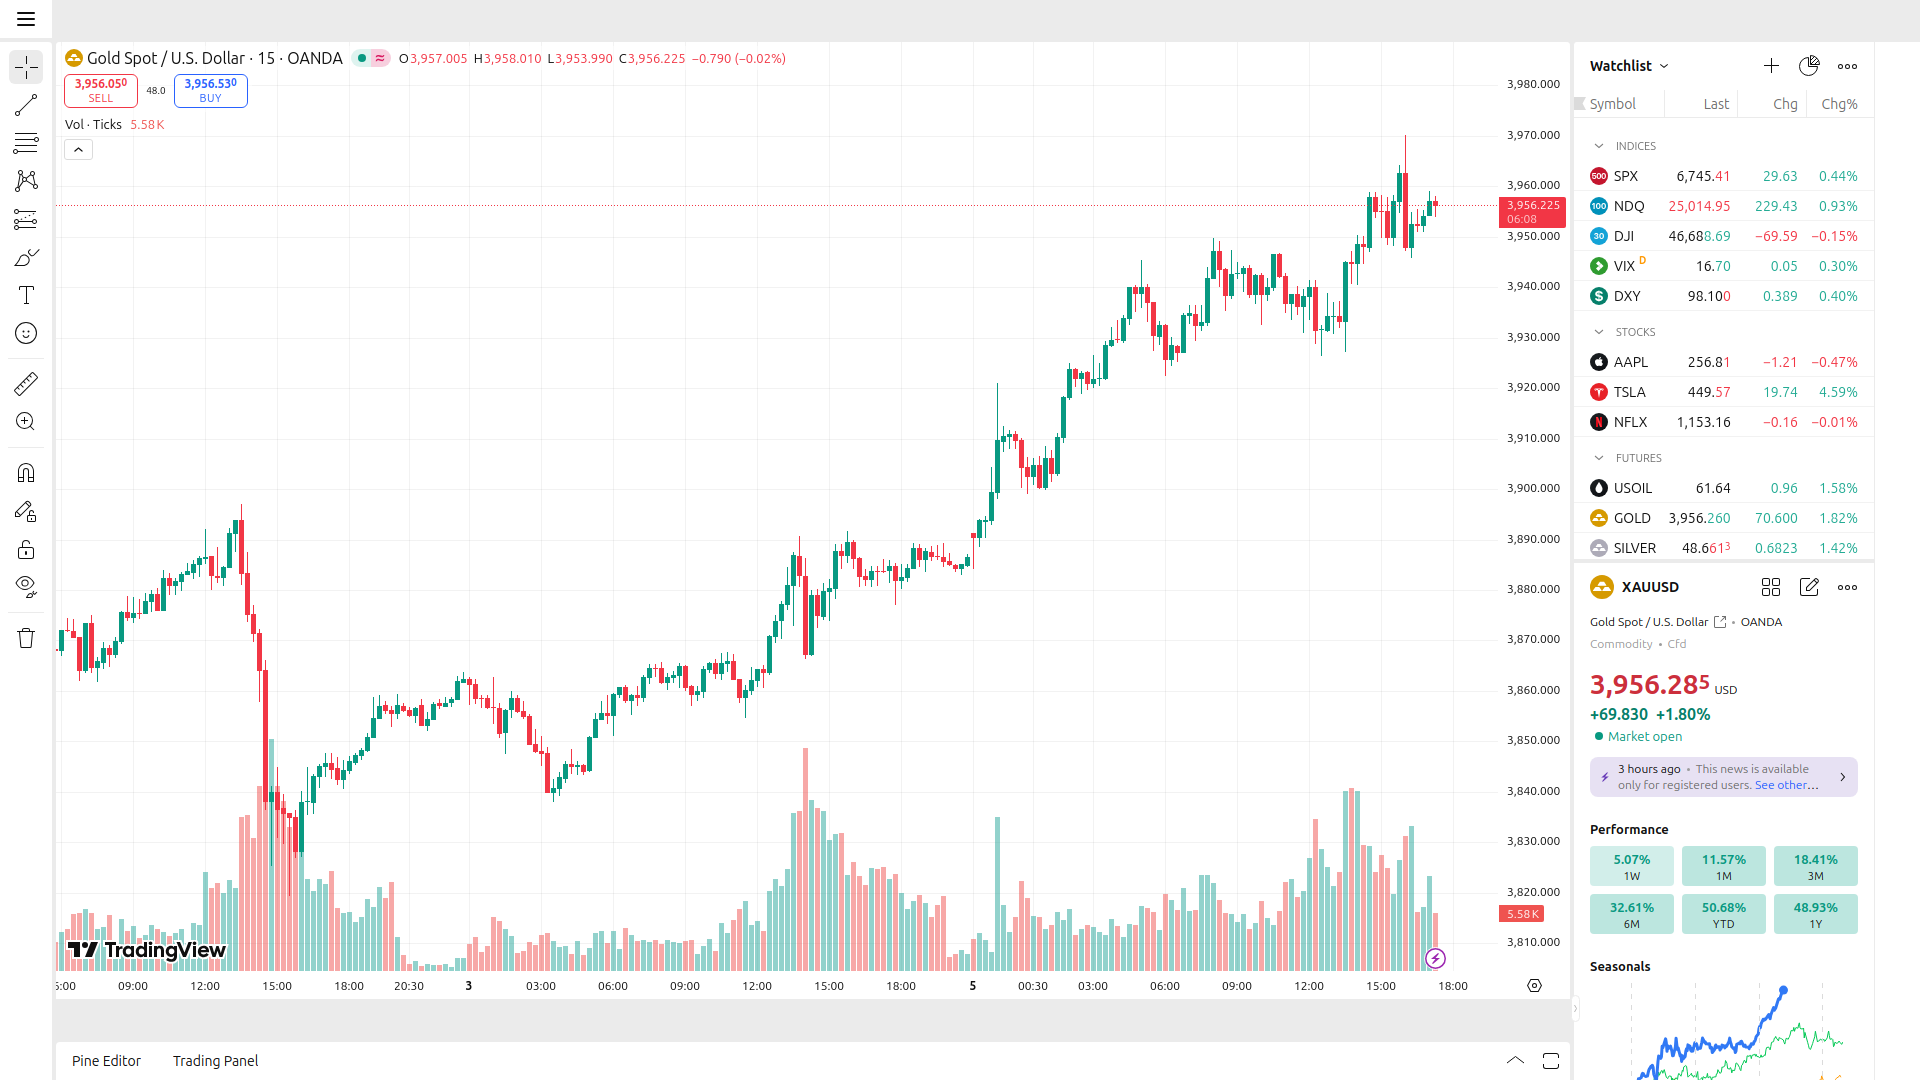 Gold Spot / U.S. Dollar · 15 · OANDA O3,957.005 H3,958.010 L3,953.990 C3,956.225 −0.790 (−0.02%)
3,956.050 SELL 48.0 3,956.530 BUY
Vol · Ticks 5.58 K
3,980.000
3,970.000
3,960.000
3,956.225
06:08
3,950.000
3,940.000
3,930.000
3,920.000
3,910.000
3,900.000
3,890.000
3,880.000
3,870.000
3,860.000
3,850.000
3,840.000
3,830.000
3,820.000
5.58 K
3,810.000
TradingView
09:00 12:00 15:00 18:00 20:30 3 03:00 06:00 09:00 12:00 15:00 18:00 5 00:30 03:00 06:00 09:00 12:00 15:00 18:00
Pine Editor Trading Panel
Watchlist
Symbol Last Chg Chg%
INDICES
500 SPX 6,745.41 29.63 0.44%
100 NDQ 25,014.95 229.43 0.93%
30 DJI 46,688.69 −69.59 −0.15%
VIX D 16.70 0.05 0.30%
$ DXY 98.100 0.389 0.40%
STOCKS
AAPL 256.81 −1.21 −0.47%
TSLA 449.57 19.74 4.59%
N NFLX 1,153.16 −0.16 −0.01%
FUTURES
USOIL 61.64 0.96 1.58%
GOLD 3,956.260 70.600 1.82%
SILVER 48.6613 0.6823 1.42%
XAUUSD
Gold Spot / U.S. Dollar • OANDA
Commodity • Cfd
3,956.285 USD
+69.830 +1.80%
Market open
3 hours ago • This news is available
only for registered users. See other…
Performance
5.07% 11.57% 18.41%
1W 1M 3M
32.61% 50.68% 48.93%
6M YTD 1Y
Seasonals